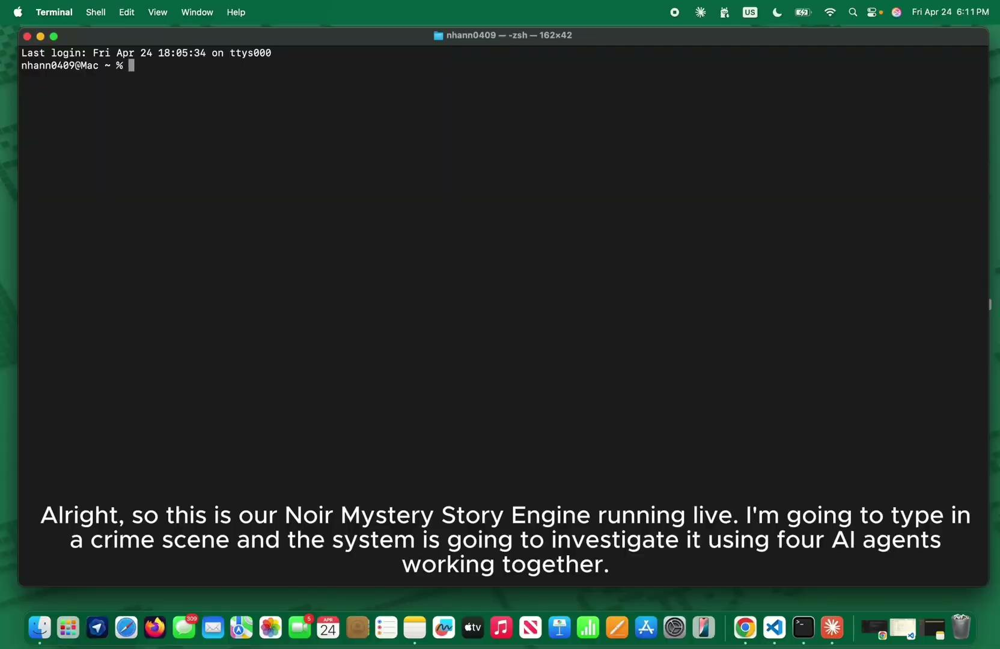 Terminal Shell Edit View Window Help US Fri Apr 24 6:11 PM
nhann0409 — -zsh — 162×42
Last login: Fri Apr 24 18:05:34 on ttys000
nhann0409@Mac ~ %
Alright, so this is our Noir Mystery Story Engine running live. I'm going to type in
a crime scene and the system is going to investigate it using four AI agents
working together.
309 5 APR 24 tv